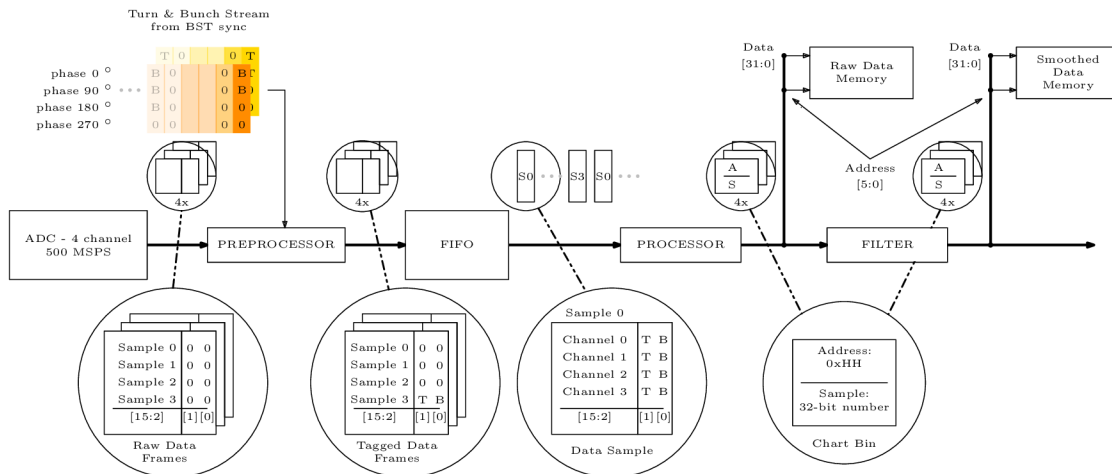 Turn & Bunch Stream
from BST sync
T 0 0 T
phase 0 ° B 0 0 B T
phase 90 ° B 0 0 B
phase 180 ° B 0 0 0
phase 270 ° 0 0 0 0
Data
[31:0]
Raw Data
Memory
Data
[31:0]
Smoothed
Data
Memory
Address
[5:0]
4x
4x
S0 S3 S0
A
S
4x
A
S
4x
ADC - 4 channel
500 MSPS
PREPROCESSOR
FIFO
PROCESSOR
FILTER
Sample 0 0 0
Sample 1 0 0
Sample 2 0 0
Sample 3 0 0
[15:2] [1] [0]
Raw Data
Frames
Sample 0 0 0
Sample 1 0 0
Sample 2 0 0
Sample 3 T B
[15:2] [1] [0]
Tagged Data
Frames
Sample 0
Channel 0 T B
Channel 1 T B
Channel 2 T B
Channel 3 T B
[15:2] [1] [0]
Data Sample
Address:
0xHH
Sample:
32-bit number
Chart Bin